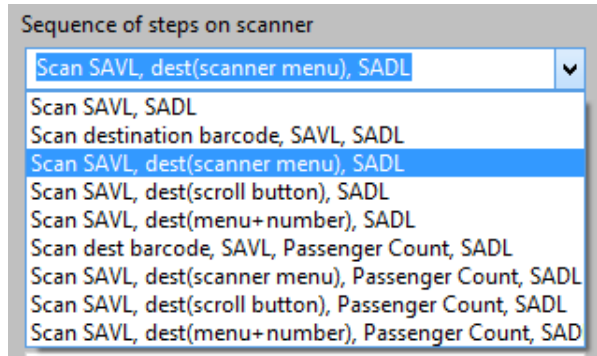 Sequence of steps on scanner
Scan SAVL, dest(scanner menu), SADL
Scan SAVL, SADL
Scan destination barcode, SAVL, SADL
Scan SAVL, dest(scanner menu), SADL
Scan SAVL, dest(scroll button), SADL
Scan SAVL, dest(menu+number), SADL
Scan dest barcode, SAVL, Passenger Count, SADL
Scan SAVL, dest(scanner menu), Passenger Count, SADL
Scan SAVL, dest(scroll button), Passenger Count, SADL
Scan SAVL, dest(menu+number), Passenger Count, SAD